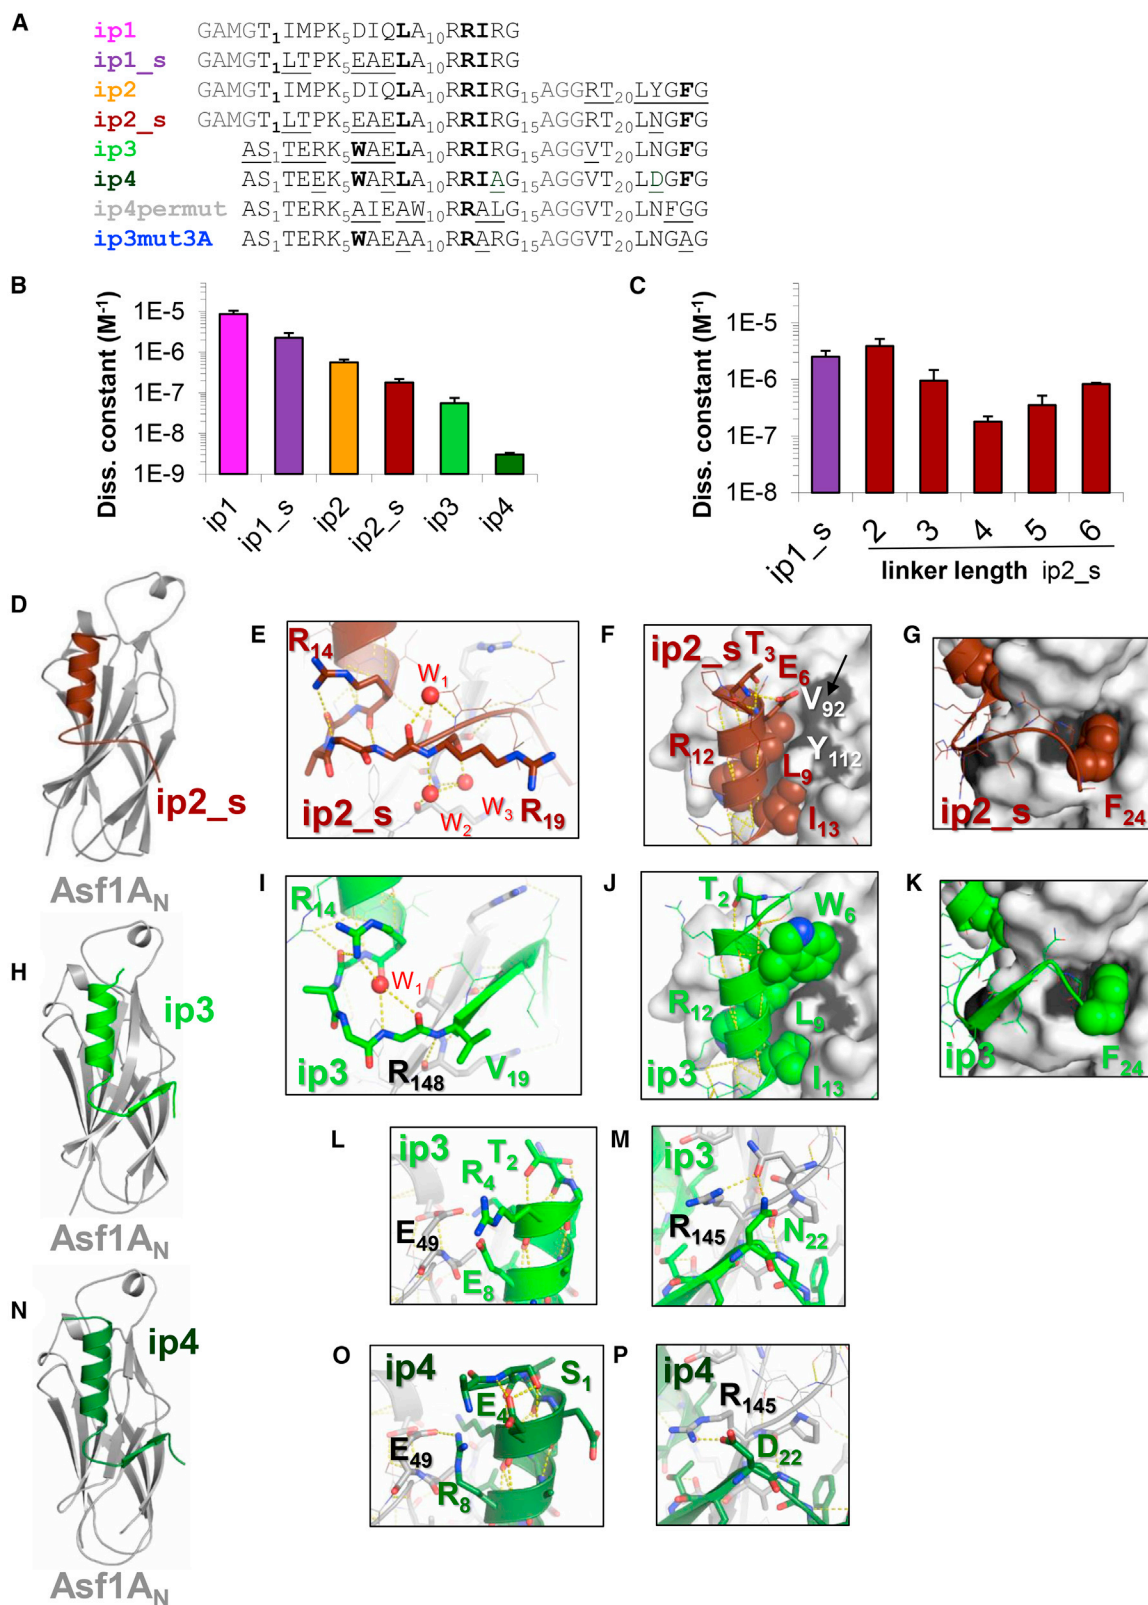 A
ip1 GAMGT₁IMPK₅DIQLA₁₀RRIRG
ip1_s GAMGT₁LTPK₅EAELA₁₀RRIRG
ip2 GAMGT₁IMPK₅DIQLA₁₀RRIRG₁₅AGGRT₂₀LYGFG
ip2_s GAMGT₁LTPK₅EAELA₁₀RRIRG₁₅AGGRT₂₀LNGFG
ip3 AS₁TERK₅WAELA₁₀RRIRG₁₅AGGVT₂₀LNGFG
ip4 AS₁TEEK₅WARLA₁₀RRIAG₁₅AGGVT₂₀LDGFG
ip4permut AS₁TERK₅AIEAW₁₀RRALG₁₅AGGVT₂₀LNFGG
ip3mut3A AS₁TERK₅WAEAA₁₀RRARG₁₅AGGVT₂₀LNGAG
B
Diss. constant (M⁻¹)
1E-5
1E-6
1E-7
1E-8
1E-9
ip1 ip1_s ip2 ip2_s ip3 ip4
C
Diss. constant (M⁻¹)
1E-5
1E-6
1E-7
1E-8
ip1_s 2 3 4 5 6
linker length ip2_s
D
ip2_s
Asf1A_N
E
R₁₄
W₁
W₂
W₃
ip2_s
R₁₉
F
ip2_s
T₃
E₆
V₉₂
R₁₂
Y₁₁₂
L₉
I₁₃
G
ip2_s
F₂₄
H
ip3
Asf1A_N
I
R₁₄
W₁
ip3
R₁₄₈
V₁₉
J
T₂
W₆
R₁₂
L₉
ip3
I₁₃
K
ip3
F₂₄
L
ip3
T₂
R₄
E₄₉
E₈
M
ip3
R₁₄₅
N₂₂
N
ip4
Asf1A_N
O
ip4
S₁
E₄
E₄₉
R₈
P
ip4
R₁₄₅
D₂₂